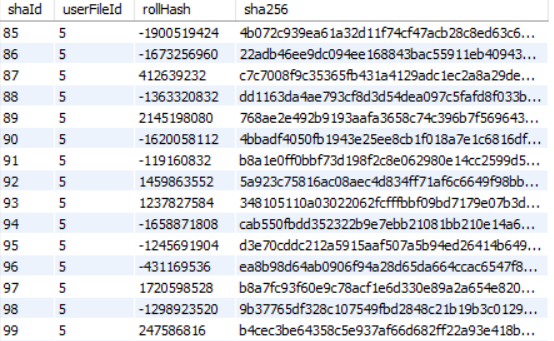 shaId userFileId rollHash sha256
85 5 -1900519424 4b072c939ea61a32d11f74cf47acb28c8ed63c6...
86 5 -1673256960 22adb46ee9dc094ee168843bac55911eb40943...
87 5 412639232 c7c7008f9c35365fb431a4129adc1ec2a8a29de...
88 5 -1363320832 dd1163da4ae793cf8d3d54dea097c5fafd8f033b...
89 5 2145198080 768ae2e492b9193aafa3658c74c396b7f569643...
90 5 -1620058112 4bbadf4050fb1943e25ee8cb1f018a7e1c6816df...
91 5 -119160832 b8a1e0ff0bbf73d198f2c8e062980e14cc2599d5...
92 5 1459863552 5a923c75816ac08aec4d834ff71af6c6649f98bb...
93 5 1237827584 348105110a03022062fcfffbbf09bd7179e07b3d...
94 5 -1658871808 cab550fbdd352322b9e7ebb21081bb210e14a6...
95 5 -1245691904 d3e70cddc212a5915aaf507a5b94ed26414b649...
96 5 -431169536 ea8b98d64ab0906f94a28d65da664ccac6547f8...
97 5 1720598528 b8a7fc93f60e9c78acf1e6d330e89a2a654e820...
98 5 -1298923520 9b37765df328c107549fbd2848c21b19b3c0129...
99 5 247586816 b4cec3be64358c5e937af66d682ff22a93e418b...